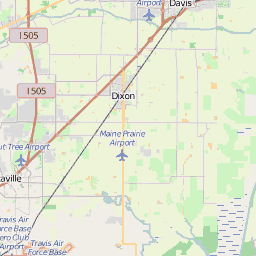 Airport
Davis
I 505
I 505
Dixon
Maine Prairie
Airport
ut Tree Airport
aville
Travis Air
Force Base
ero Club
Airport
Travis Air
Force Base